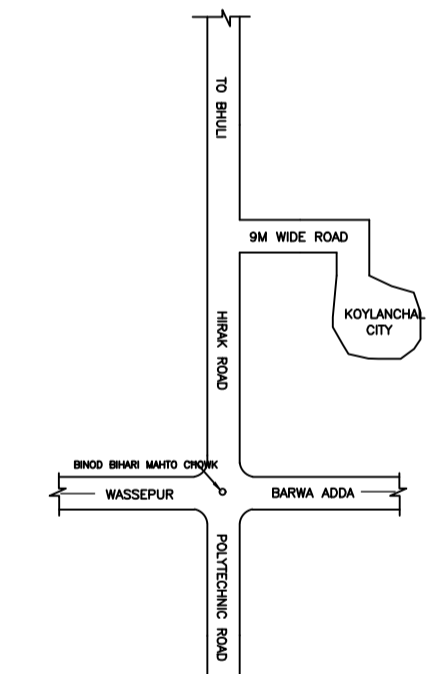 TO BHULI
9M WIDE ROAD
KOYLANCHAL
CITY
HIRAK ROAD
BINOD BIHARI MAHTO CHOWK
WASSEPUR
BARWA ADDA
POLYTECHNIC ROAD